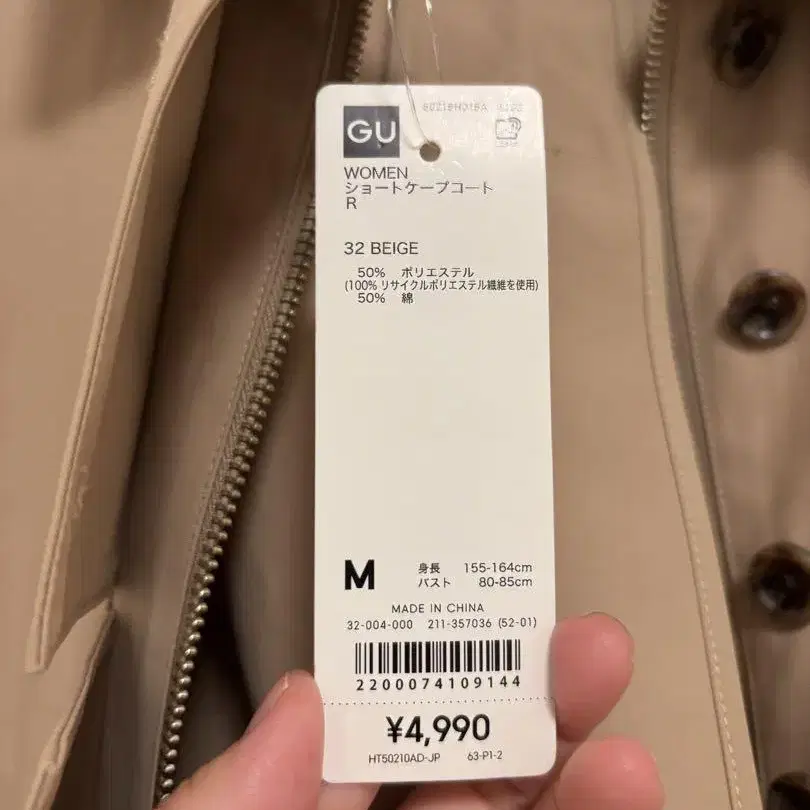 GU
WOMEN
ショートケープコート
R
32 BEIGE
50% ポリエステル
(100% リサイクルポリエステル繊維を使用)
50% 綿
M
身長 155-164cm
バスト 80-85cm
MADE IN CHINA
32-004-000 211-357036 (52-01)
2200074109144
¥4,990
HT50210AD-JP 63-P1-2